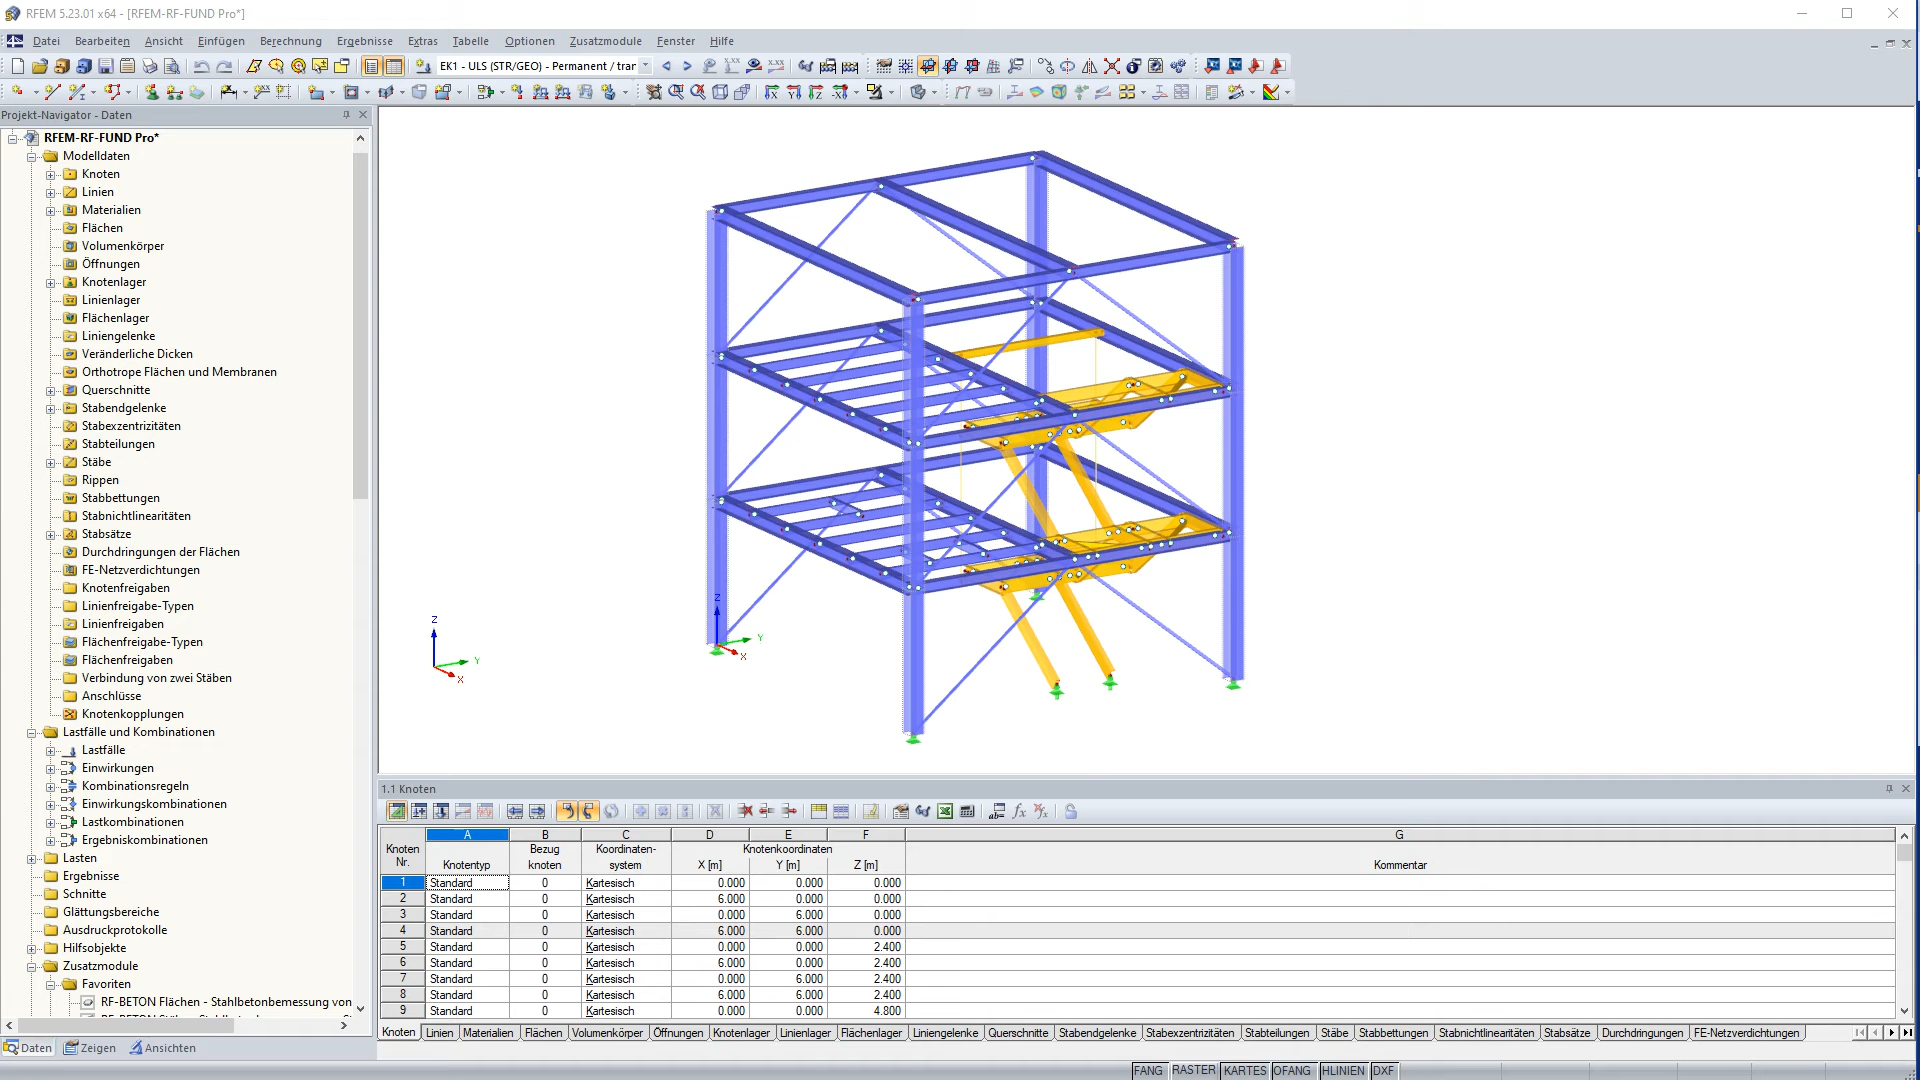 RFEM 5.23.01 x64 - [RFEM-RF-FUND Pro*]
Datei Bearbeiten Ansicht Einfügen Berechnung Ergebnisse Extras Tabelle Optionen Zusatzmodule Fenster Hilfe
EK1 - ULS (STR/GEO) - Permanent / tran
Projekt-Navigator - Daten
RFEM-RF-FUND Pro*
Modelldaten
Knoten
Linien
Materialien
Flächen
Volumenkörper
Öffnungen
Knotenlager
Linienlager
Flächenlager
Liniengelenke
Veränderliche Dicken
Orthotrope Flächen und Membranen
Querschnitte
Stabendgelenke
Stabexzentrizitäten
Stabteilungen
Stäbe
Rippen
Stabbettungen
Stabnichtlinearitäten
Stabsätze
Durchdringungen der Flächen
FE-Netzverdichtungen
Knotenfreigaben
Linienfreigabe-Typen
Linienfreigaben
Flächenfreigabe-Typen
Flächenfreigaben
Verbindung von zwei Stäben
Anschlüsse
Knotenkopplungen
Lastfälle und Kombinationen
Lastfälle
Einwirkungen
Kombinationsregeln
Einwirkungskombinationen
Lastkombinationen
Ergebniskombinationen
Lasten
Ergebnisse
Schnitte
Glättungsbereiche
Ausdruckprotokolle
Hilfsobjekte
Zusatzmodule
Favoriten
RF-BETON Flächen - Stahlbetonbemessung von
Daten Zeigen Ansichten
Z Y X
Z Y X
1.1 Knoten
A B C D E F G
Knoten Bezug Koordinaten- Knotenkoordinaten
Nr. Knotentyp knoten system X [m] Y [m] Z [m] Kommentar
1 Standard 0 Kartesisch 0.000 0.000 0.000
2 Standard 0 Kartesisch 6.000 0.000 0.000
3 Standard 0 Kartesisch 0.000 6.000 0.000
4 Standard 0 Kartesisch 6.000 6.000 0.000
5 Standard 0 Kartesisch 0.000 0.000 2.400
6 Standard 0 Kartesisch 6.000 0.000 2.400
7 Standard 0 Kartesisch 0.000 6.000 2.400
8 Standard 0 Kartesisch 6.000 6.000 2.400
9 Standard 0 Kartesisch 0.000 0.000 4.800
Knoten Linien Materialien Flächen Volumenkörper Öffnungen Knotenlager Linienlager Flächenlager Liniengelenke Querschnitte Stabendgelenke Stabexzentrizitäten Stabteilungen Stäbe Stabbettungen Stabnichtlinearitäten Stabsätze Durchdringungen FE-Netzverdichtungen
FANG RASTER KARTES OFANG HLINIEN DXF